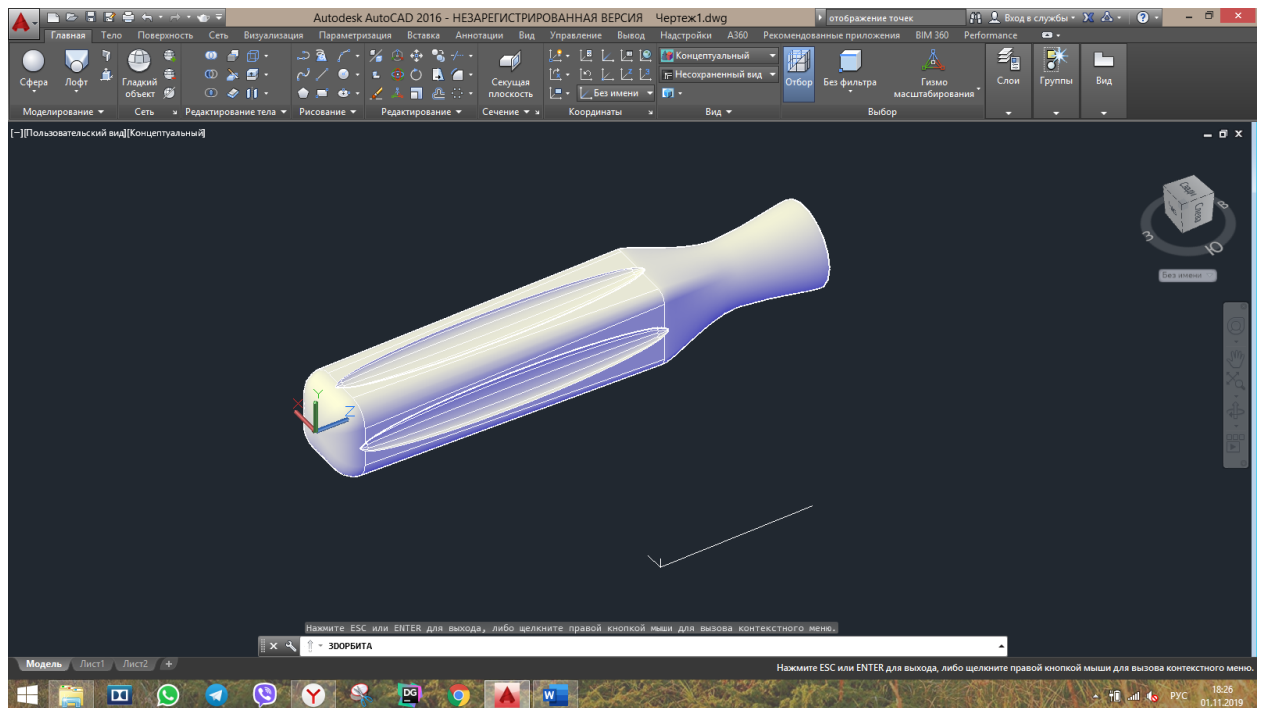 Autodesk AutoCAD 2016 - НЕЗАРЕГИСТРИРОВАННАЯ ВЕРСИЯ Чертеж1.dwg
отображение точек
Вход в службы
Главная Тело Поверхность Сеть Визуализация Параметризация Вставка Аннотации Вид Управление Вывод Надстройки A360 Рекомендованные приложения BIM 360 Performance
Сфера
Лофт
Гладкий объект
Секущая плоскость
Без имени
Концептуальный
Несохраненный вид
Отбор
Без фильтра
Гизмо масштабирования
Слои
Группы
Вид
Моделирование Сеть Редактирование тела Рисование Редактирование Сечение Координаты Вид Выбор
[−][Пользовательский вид][Концептуальный]
Сверху
Спереди
З
Ю
В
Без имени
X
Y
Z
Нажмите ESC или ENTER для выхода, либо щелкните правой кнопкой мыши для вызова контекстного меню.
3DОРБИТА
Модель Лист1 Лист2 +
Нажмите ESC или ENTER для выхода, либо щелкните правой кнопкой мыши для вызова контекстного меню.
DG
W
РУС
18:26
01.11.2019